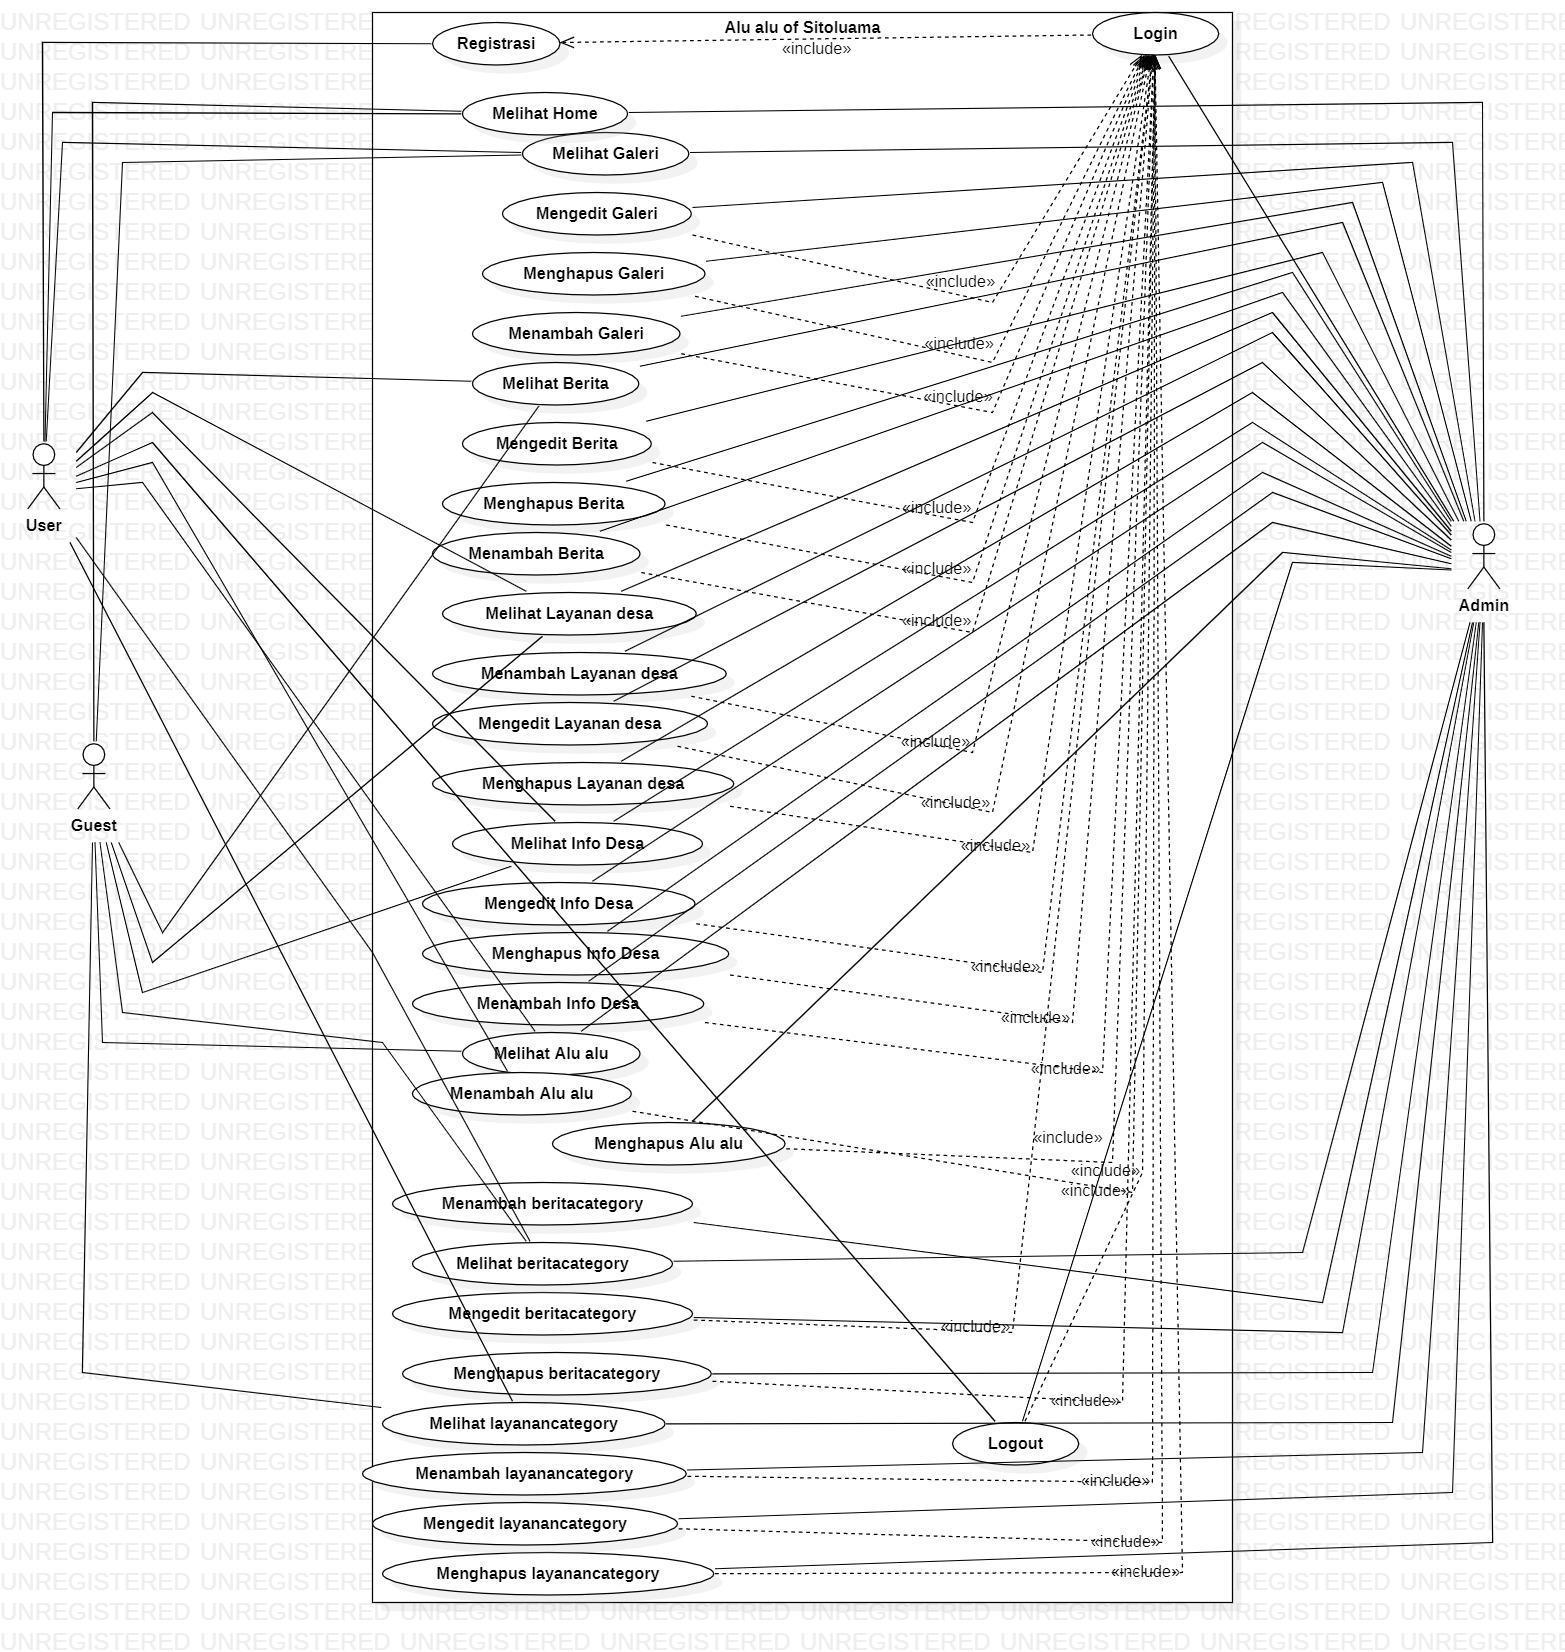 Alu alu of Sitoluama
Registrasi
«include»
Login
Melihat Home
Melihat Galeri
Mengedit Galeri
«include»
Menghapus Galeri
«include»
Menambah Galeri
«include»
Melihat Berita
Mengedit Berita
«include»
Menghapus Berita
«include»
User
Menambah Berita
«include»
Admin
Melihat Layanan desa
Menambah Layanan desa
«include»
Mengedit Layanan desa
«include»
Menghapus Layanan desa
«include»
Guest
Melihat Info Desa
Mengedit Info Desa
«include»
Menghapus Info Desa
«include»
Menambah Info Desa
«include»
Melihat Alu alu
Menambah Alu alu
«include»
Menghapus Alu alu
«include»
«include»
Menambah beritacategory
Melihat beritacategory
Mengedit beritacategory
«include»
Menghapus beritacategory
«include»
Melihat layanancategory
Logout
Menambah layanancategory
«include»
Mengedit layanancategory
«include»
Menghapus layanancategory
«include»
UNREGISTERED